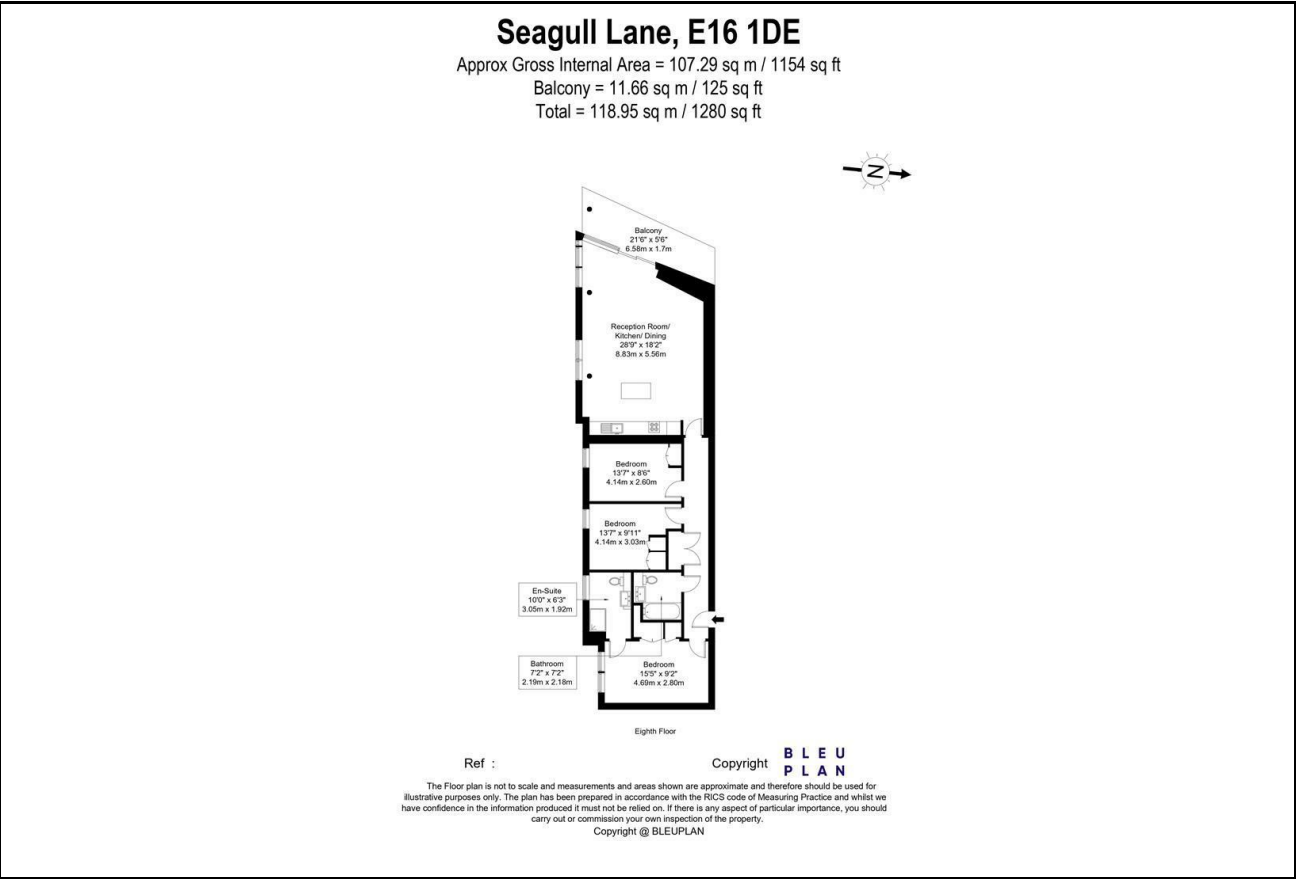 Seagull Lane, E16 1DE
Approx Gross Internal Area = 107.29 sq m / 1154 sq ft
Balcony = 11.66 sq m / 125 sq ft
Total = 118.95 sq m / 1280 sq ft
N
Balcony
21'6" x 5'6"
6.58m x 1.7m
Reception Room/
Kitchen/ Dining
28'9" x 18'2"
8.83m x 5.56m
Bedroom
13'7" x 8'6"
4.14m x 2.60m
Bedroom
13'7" x 9'11"
4.14m x 3.03m
En-Suite
10'0" x 6'3"
3.05m x 1.92m
Bathroom
7'2" x 7'2"
2.19m x 2.18m
Bedroom
15'5" x 9'2"
4.69m x 2.80m
Eighth Floor
Ref :
Copyright
BLEU
PLAN
The Floor plan is not to scale and measurements and areas shown are approximate and therefore should be used for
illustrative purposes only. The plan has been prepared in accordance with the RICS code of Measuring Practice and whilst we
have confidence in the information produced it must not be relied on. If there is any aspect of particular importance, you should
carry out or commission your own inspection of the property.
Copyright @ BLEUPLAN